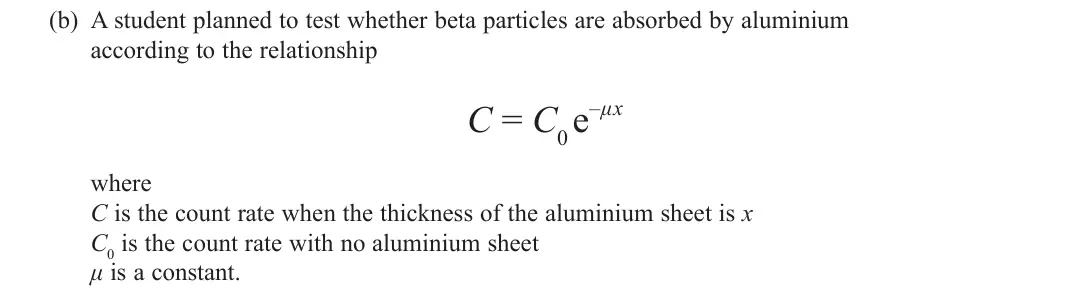 (b) A student planned to test whether beta particles are absorbed by aluminium
according to the relationship
C = C₀e^{−μx}
where
C is the count rate when the thickness of the aluminium sheet is x
C₀ is the count rate with no aluminium sheet
μ is a constant.